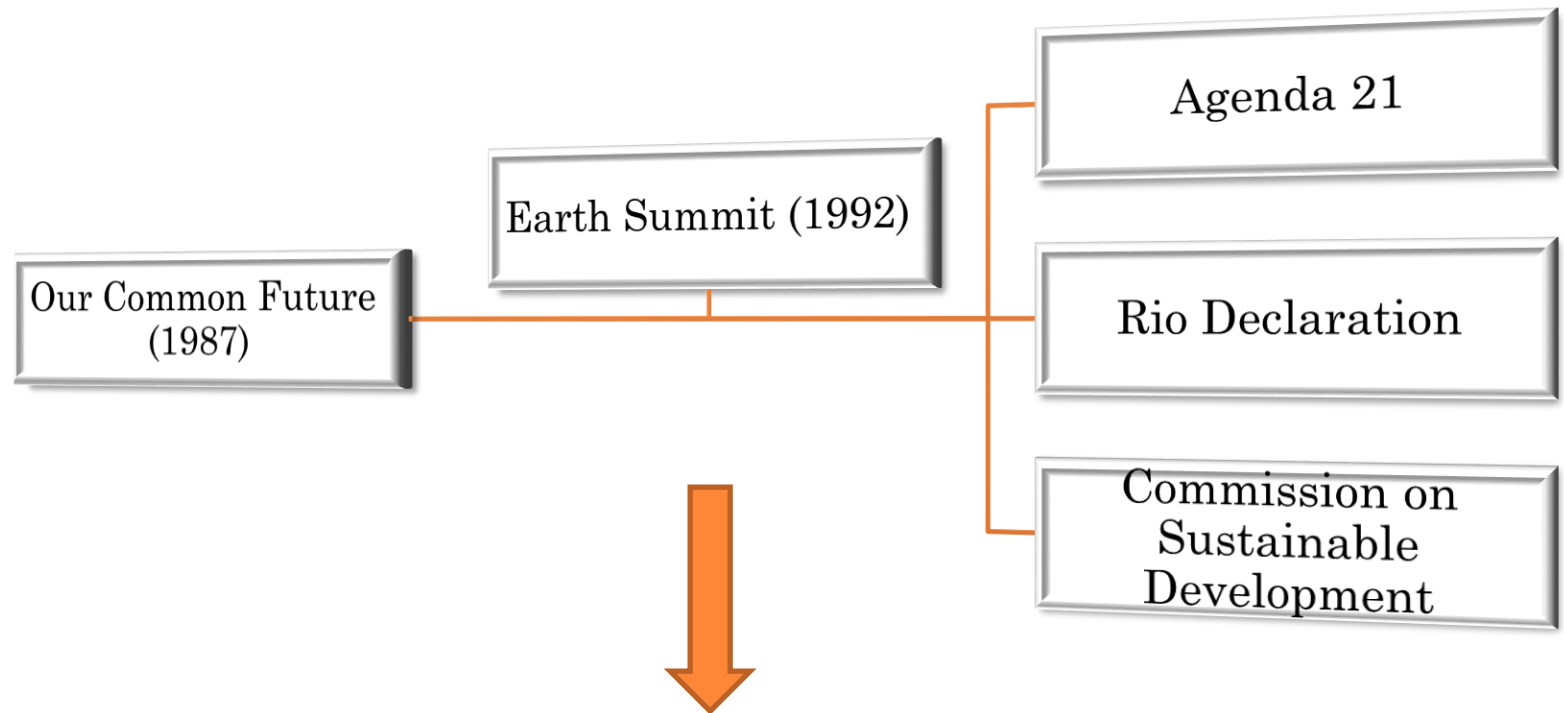 Our Common Future
(1987)
Earth Summit (1992)
Agenda 21
Rio Declaration
Commission on
Sustainable
Development